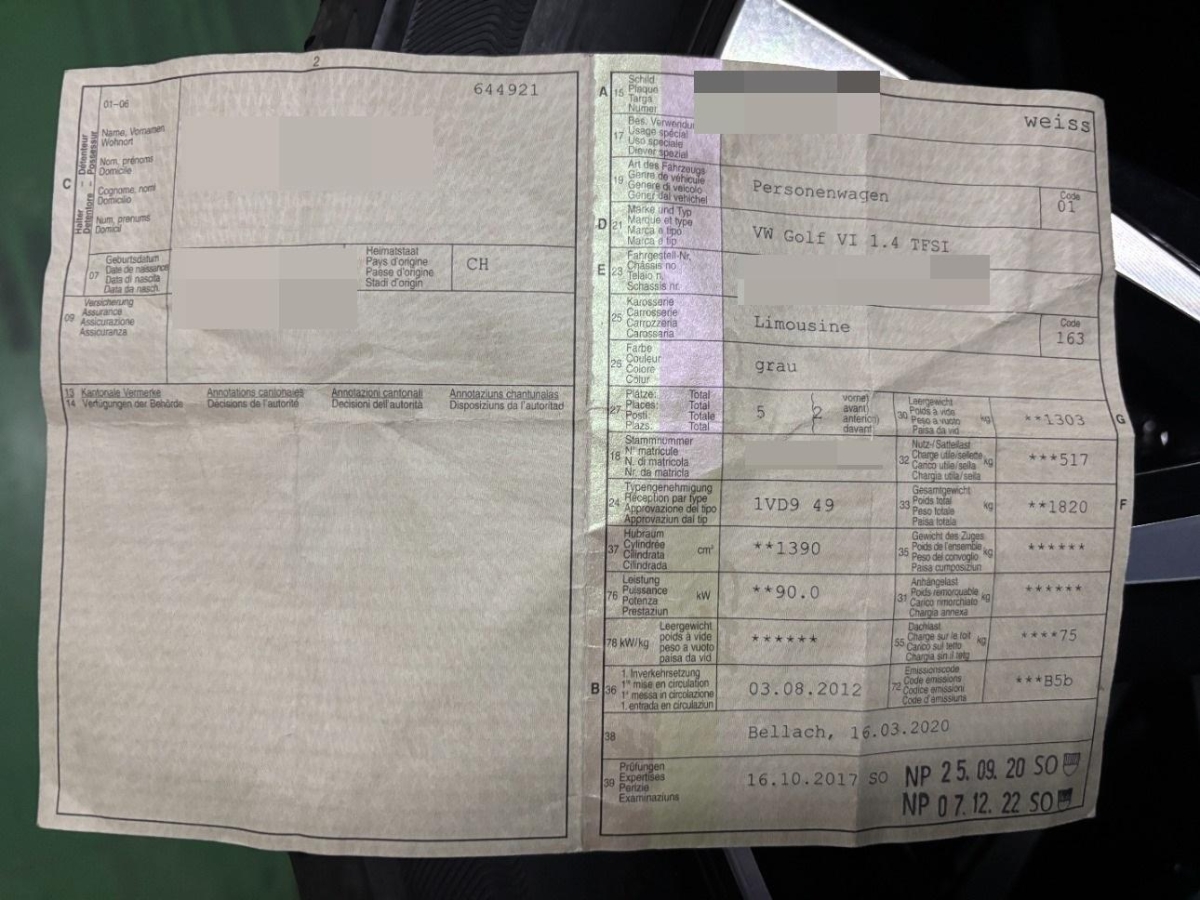 2
644921
01-06
C
Halter Détenteur
Detentore Possessur
Name, Vornamen
Wohnort
Nom, prénoms
Domicile
Cognome, nomi
Domicilio
Num, prenums
Domicil
07
Geburtsdatum
Date de naissance
Data di nascita
Data da nasch.
Heimatstaat
Pays d'origine
Paese d'origine
Stadi d'origin
CH
09
Versicherung
Assurance
Assicurazione
Assicuranza
13 Kantonale Vermerke Annotations cantonales Annotazioni cantonali Annotaziuns chantunalas
14 Verfügungen der Behörde Décisions de l'autorité Decisioni dell'autorità Disposiziuns da l'autoritad
A 15
Schild
Plaque
Targa
Numer
weiss
17
Bes. Verwendu
Usage spécial
Uso speciale
Diever spezial
19
Art des Fahrzeugs
Genre de véhicule
Genere di veicolo
Gener dal vehichel
Personenwagen
Code
01
D 21
Marke und Typ
Marque et type
Marca e tipo
Marca e tip
VW Golf VI 1.4 TFSI
E 23
Fahrgestell-Nr.
Châssis no
Telaio n.
Schassis nr.
25
Karosserie
Carrosserie
Carrozzeria
Carossaria
Limousine
Code
163
26
Farbe
Couleur
Colore
Colur
grau
27
Plätze: Total
Places: Total
Posti: Totale
Plazs: Total
5 2
vorne)
avant
anteriori)
davant)
30
Leergewicht
Poids à vide
Peso a vuoto
Paisa da vid
kg
**1303
G
18
Stammnummer
N° matricule
N. di matricola
Nr. da matricla
32
Nutz-/Sattellast
Charge utile/sellette
Carico utile/sella
Chargia utila/sella
kg
***517
24
Typengenehmigung
Réception par type
Approvazione del tipo
Approvaziun dal tip
1VD9 49
33
Gesamtgewicht
Poids total
Peso totale
Paisa totala
kg
**1820
F
37
Hubraum
Cylindrée
Cilindrata
Cilindrada
cm³
**1390
35
Gewicht des Zuges
Poids de l'ensemble
Peso del convoglio
Paisa cumposiziun
kg
******
76
Leistung
Puissance
Potenza
Prestaziun
kW
**90.0
31
Anhängelast
Poids remorquable
Carico rimorchiato
Chargia annexa
kg
******
78 kW/kg
Leergewicht
poids à vide
peso a vuoto
paisa da vid
******
55
Dachlast
Charge sur le toit
Carico sul tetto
Chargia sin il tetg
kg
****75
B 36
1. Inverkehrsetzung
1re mise en circulation
1a messa in circolazione
1. entrada en circulaziun
03.08.2012
72
Emissionscode
Code émissions
Codice emissioni
Code d'emissiuns
***B5b
38
Bellach, 16.03.2020
39
Prüfungen
Expertises
Perizie
Examinaziuns
16.10.2017 SO
NP 25.09.20 SO
NP 07.12.22 SO